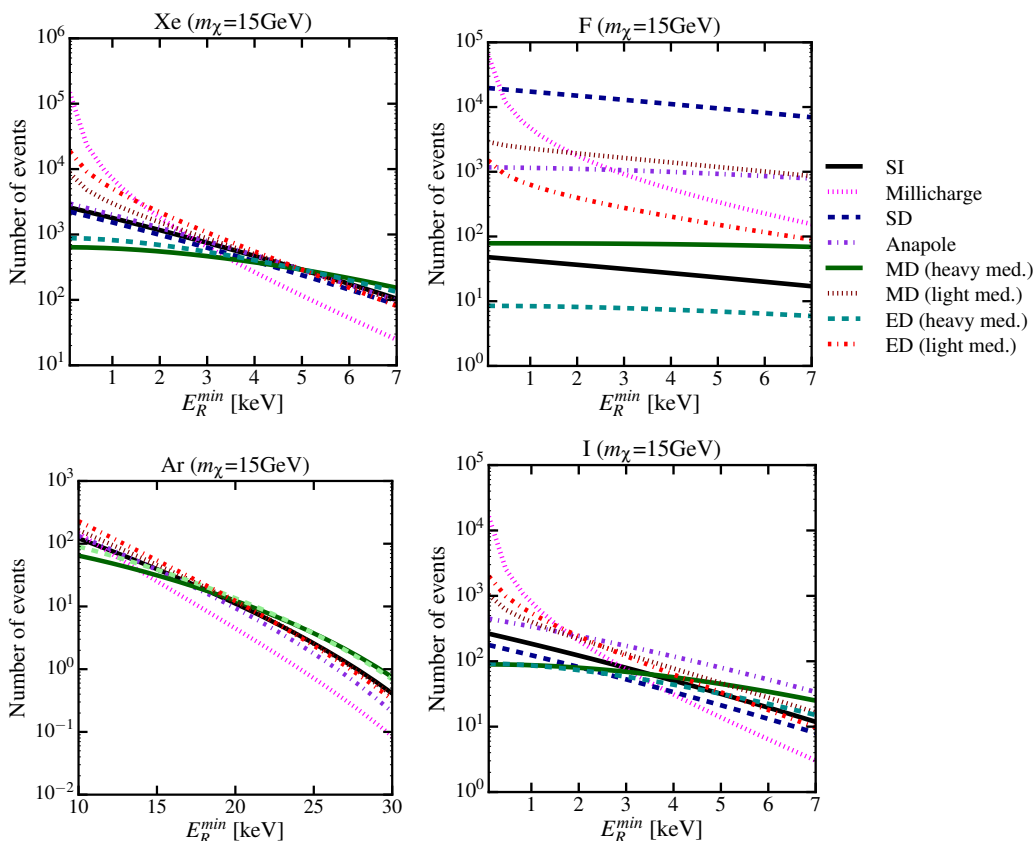 Xe (mχ=15GeV)
Number of events
10^6
10^5
10^4
10^3
10^2
10^1
1 2 3 4 5 6 7
E_R^min [keV]
F (mχ=15GeV)
Number of events
10^5
10^4
10^3
10^2
10^1
10^0
1 2 3 4 5 6 7
E_R^min [keV]
SI
Millicharge
SD
Anapole
MD (heavy med.)
MD (light med.)
ED (heavy med.)
ED (light med.)
Ar (mχ=15GeV)
Number of events
10^3
10^2
10^1
10^0
10^−1
10^−2
10 15 20 25 30
E_R^min [keV]
I (mχ=15GeV)
Number of events
10^5
10^4
10^3
10^2
10^1
10^0
1 2 3 4 5 6 7
E_R^min [keV]